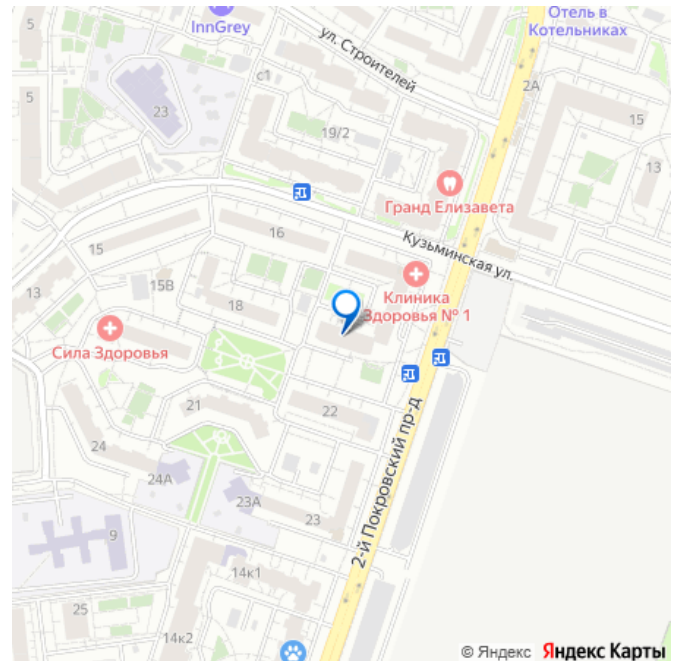 5
InnGrey
ул. Строителей
Отель в
Котельниках
с1
2А
5
23
19/2
15
13
Гранд Елизавета
Кузьминская ул.
16
15
15В
13
18
Клиника
Здоровья № 1
Сила Здоровья
21
22
2-й Покровский пр-д
24
24А
23А
23
9
14к1
25
14к2
© Яндекс Яндекс Карты